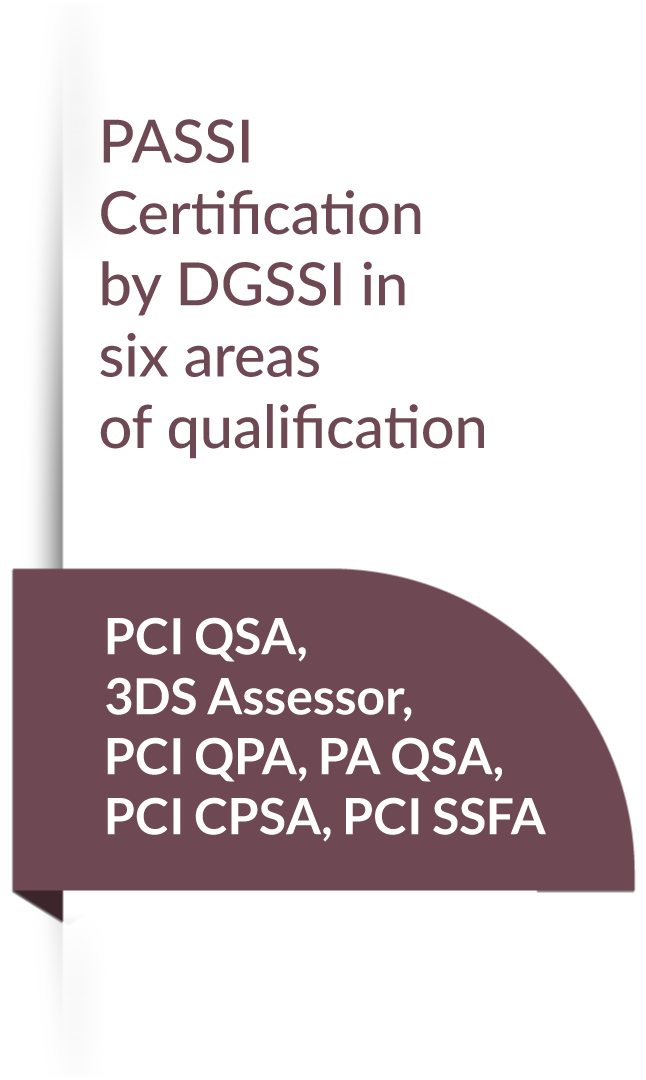 PASSI
Certification
by DGSSI in
six areas
of qualification
PCI QSA,
3DS Assessor,
PCI QPA, PA QSA,
PCI CPSA, PCI SSFA